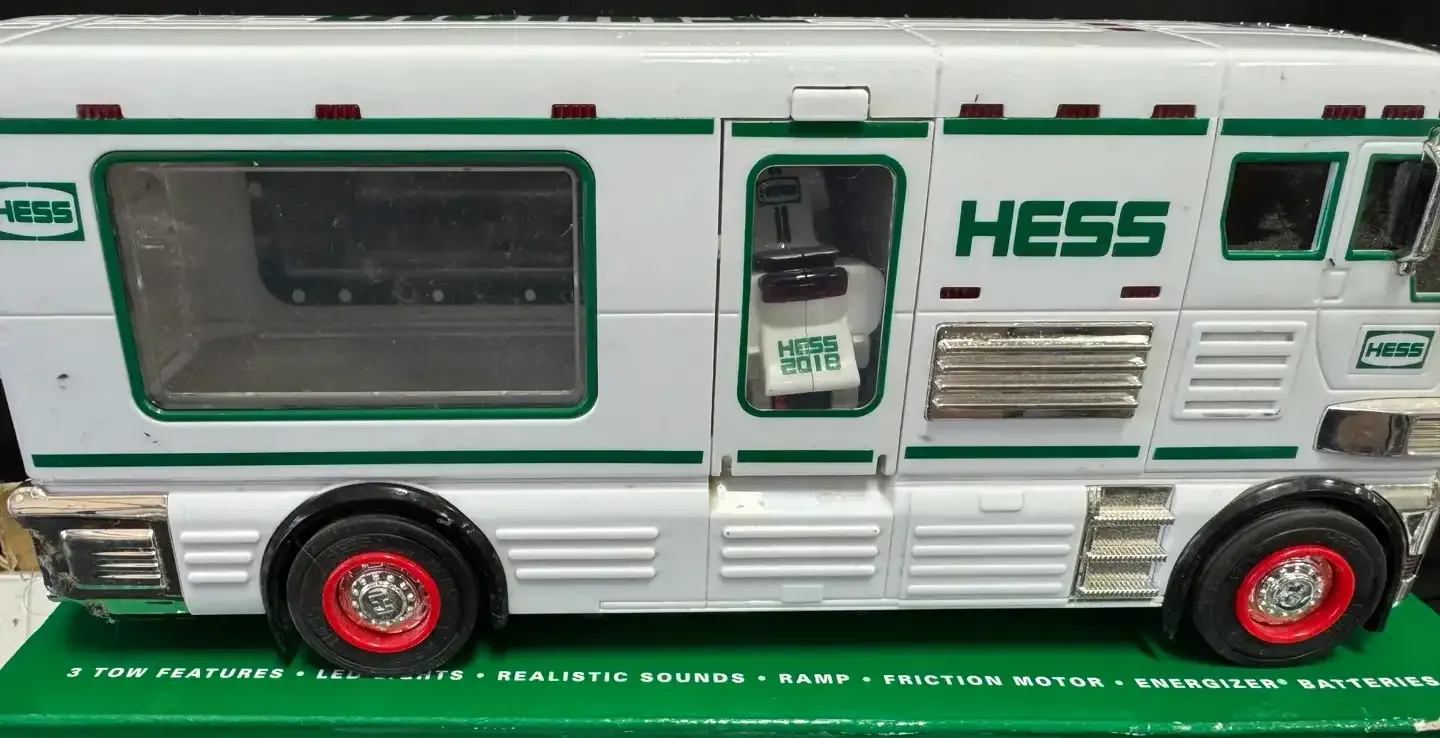 HESS
HESS
HESS
HESS
2018
3 TOW FEATURES • LED LIGHTS • REALISTIC SOUNDS • RAMP • FRICTION MOTOR • ENERGIZER® BATTERIES